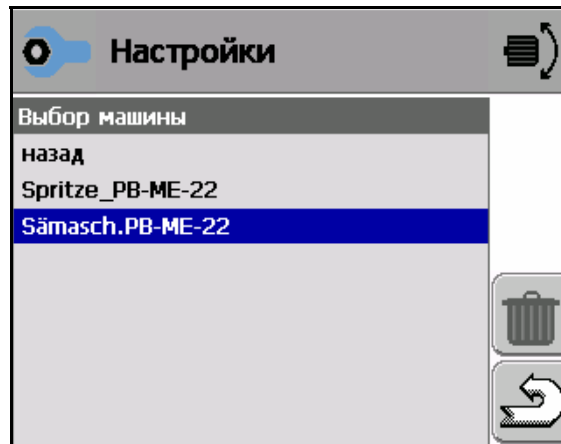 Настройки
Выбор машины
назад
Spritze_PB-ME-22
Sämasch.PB-ME-22